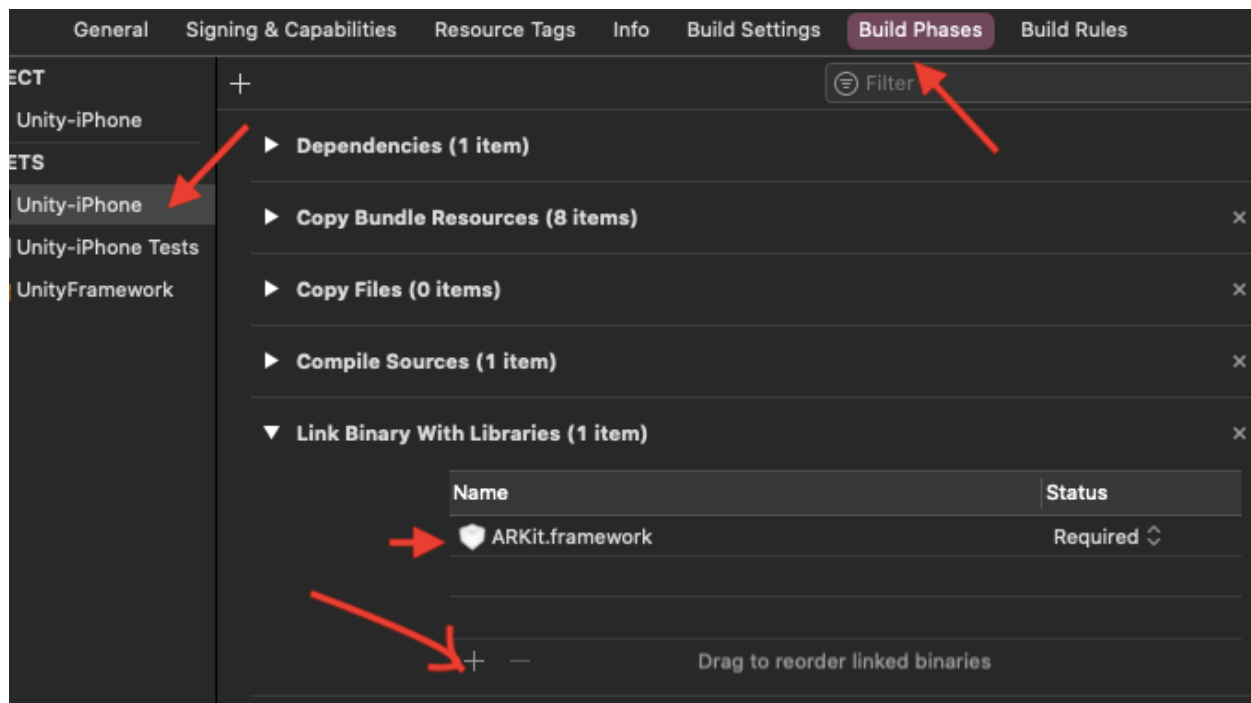 General Signing & Capabilities Resource Tags Info Build Settings Build Phases Build Rules
ECT
Filter
Unity-iPhone
Dependencies (1 item)
ETS
Unity-iPhone
Copy Bundle Resources (8 items)
Unity-iPhone Tests
UnityFramework
Copy Files (0 items)
Compile Sources (1 item)
Link Binary With Libraries (1 item)
Name Status
ARKit.framework Required
Drag to reorder linked binaries